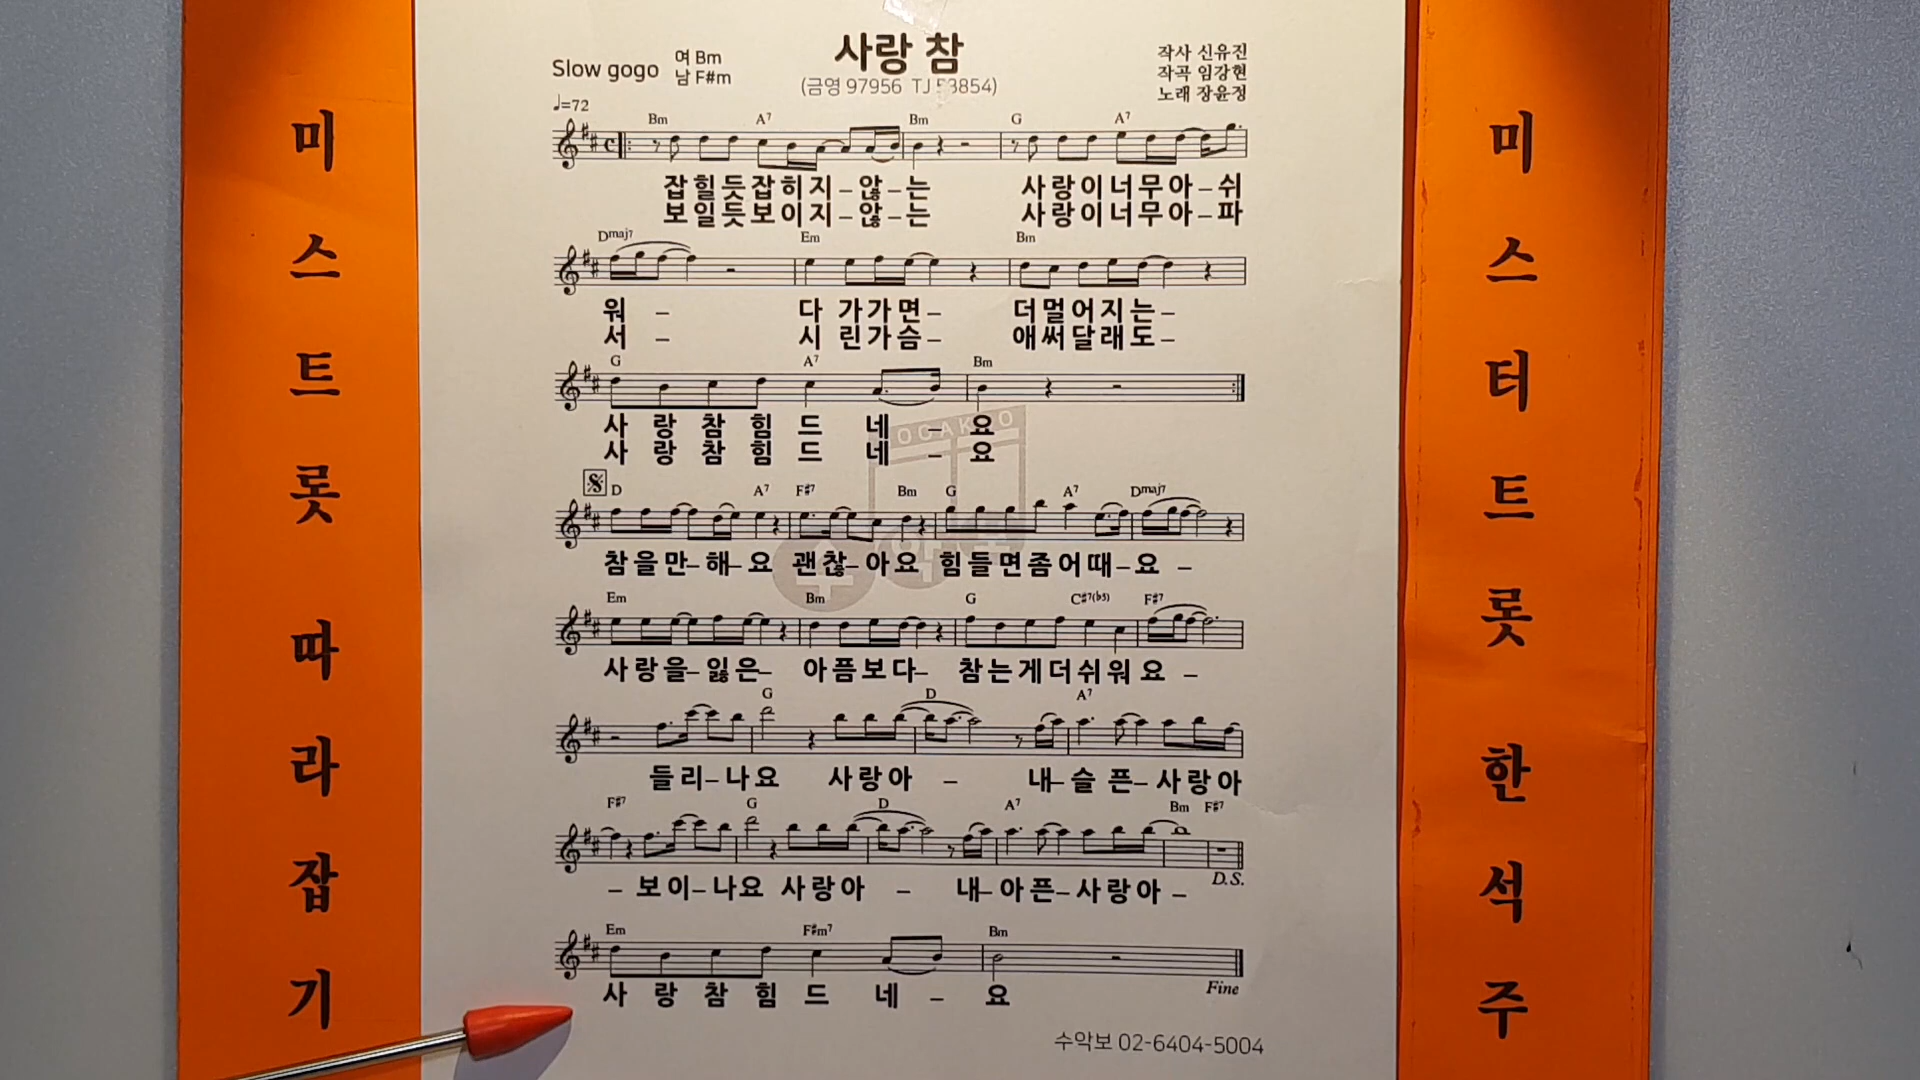 미스트롯 따라잡기
사랑 참
Slow gogo 여 Bm
남 F#m
(금영 97956 TJ 3854)
작사 신유진
작곡 임강현
노래 장윤정
♩=72
Bm A7 Bm G A7
잡힐듯잡히지-않-는 사랑이너무아-쉬
보일듯보이지-않-는 사랑이너무아-파
Dmaj7 Em Bm
워 - 다 가가면- 더멀어지는-
서 - 시 린가슴- 애써달래도-
G A7 Bm
사 랑 참 힘 드 네 - 요
사 랑 참 힘 드 네 - 요
D A7 F#7 Bm G A7 Dmaj7
참을만-해-요 괜찮-아요 힘들면좀어때-요 -
Em Bm G C#7(b5) F#7
사랑을-잃은- 아픔보다- 참는게더쉬워요 -
G D A7
들리-나요 사랑아 - 내-슬픈-사랑아
F#7 G D A7 Bm F#7
- 보이-나요 사랑아 - 내-아픈-사랑아-
D.S.
Em F#m7 Bm
사 랑 참 힘 드 네 - 요
Fine
수악보 02-6404-5004
미스터트롯 한석주